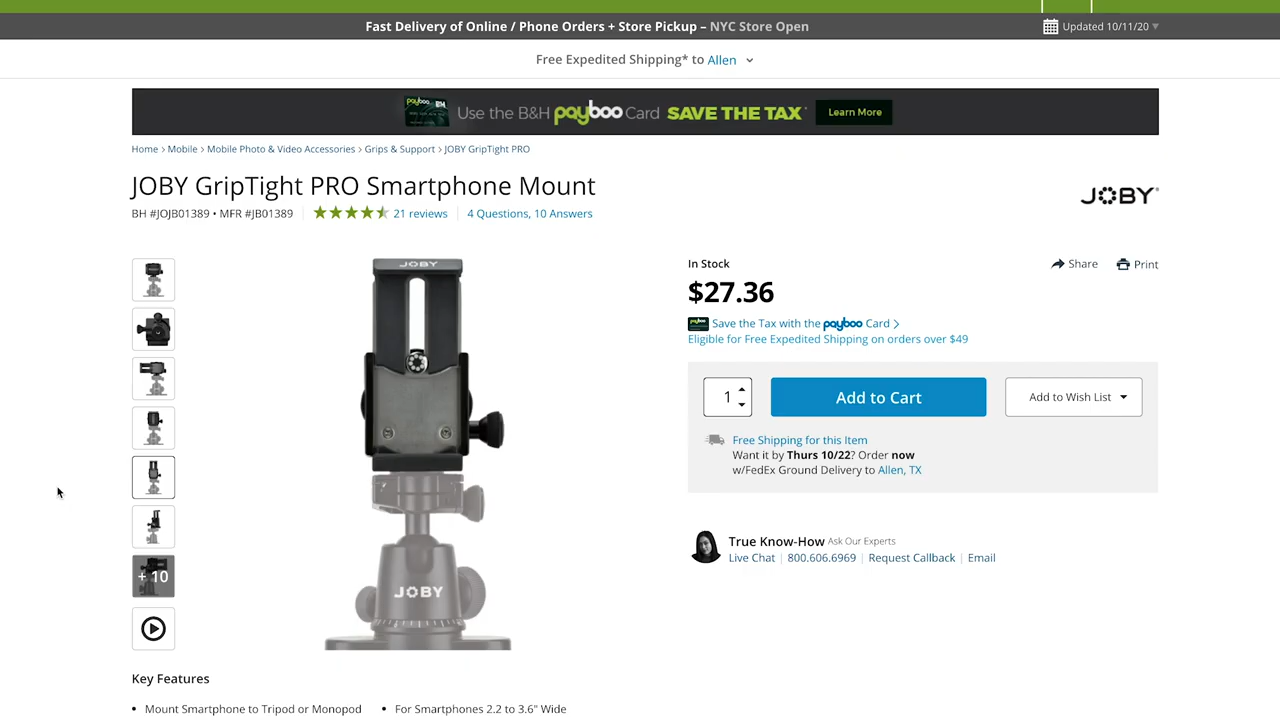 Fast Delivery of Online / Phone Orders + Store Pickup – NYC Store Open
Updated 10/11/20
Free Expedited Shipping* to Allen
payboo B&H Use the B&H payboo Card SAVE THE TAX* Learn More
Home > Mobile > Mobile Photo & Video Accessories > Grips & Support > JOBY GripTight PRO
JOBY GripTight PRO Smartphone Mount
JOBY
BH #JOJB01389 • MFR #JB01389
21 reviews
4 Questions, 10 Answers
JOBY
JOBY
+ 10
In Stock
Share
Print
$27.36
Save the Tax with the payboo Card >
Eligible for Free Expedited Shipping on orders over $49
1
Add to Cart
Add to Wish List
Free Shipping for this Item
Want it by Thurs 10/22? Order now
w/FedEx Ground Delivery to Allen, TX
True Know-How Ask Our Experts
Live Chat | 800.606.6969 | Request Callback | Email
Key Features
• Mount Smartphone to Tripod or Monopod
• For Smartphones 2.2 to 3.6" Wide